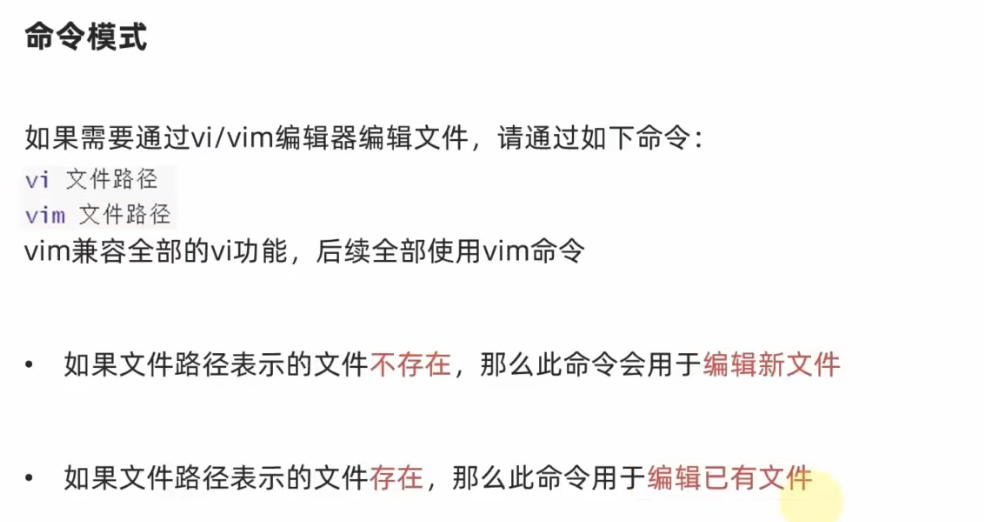 命令模式
如果需要通过vi/vim编辑器编辑文件，请通过如下命令：
vi 文件路径
vim 文件路径
vim兼容全部的vi功能，后续全部使用vim命令
• 如果文件路径表示的文件不存在，那么此命令会用于编辑新文件
• 如果文件路径表示的文件存在，那么此命令用于编辑已有文件